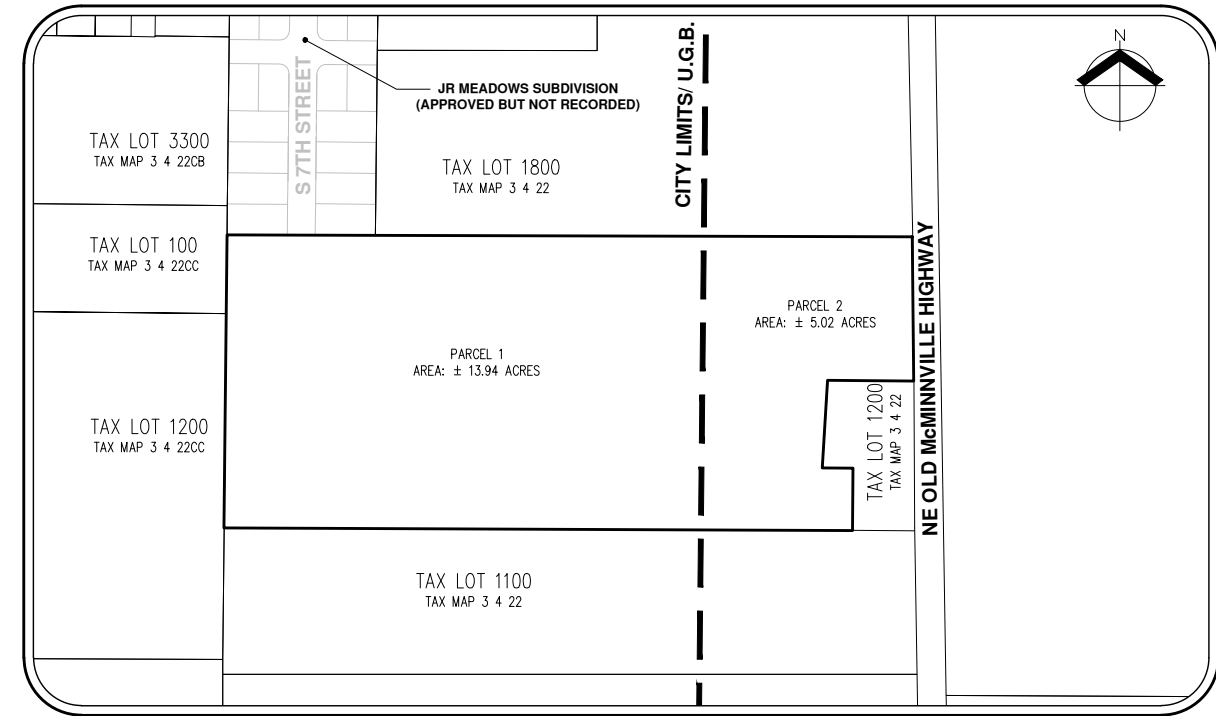 N
CITY LIMITS/ U.G.B.
JR MEADOWS SUBDIVISION
(APPROVED BUT NOT RECORDED)
S 7TH STREET
TAX LOT 3300
TAX MAP 3 4 22CB
TAX LOT 1800
TAX MAP 3 4 22
TAX LOT 100
TAX MAP 3 4 22CC
NE OLD McMINNVILLE HIGHWAY
PARCEL 2
AREA: ± 5.02 ACRES
PARCEL 1
AREA: ± 13.94 ACRES
TAX LOT 1200
TAX MAP 3 4 22CC
TAX LOT 1200
TAX MAP 3 4 22
TAX LOT 1100
TAX MAP 3 4 22